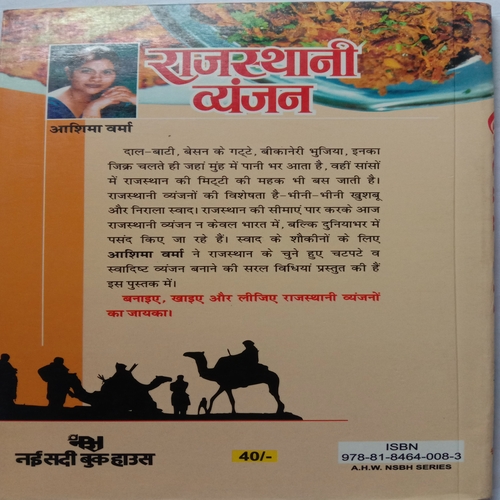 राजस्थानी
व्यंजन
आशिमा वर्मा
दाल-बाटी, बेसन के गट्टे, बीकानेरी भुजिया, इनका
जिक्र चलते ही जहां मुंह में पानी भर आता है, वहीं सांसों
में राजस्थान की मिट्टी की महक भी बस जाती है।
राजस्थानी व्यंजनों की विशेषता है-भीनी-भीनी खुशबू
और निराला स्वाद। राजस्थान की सीमाएं पार करके आज
राजस्थानी व्यंजन न केवल भारत में, बल्कि दुनियाभर में
पसंद किए जा रहे हैं। स्वाद के शौकीनों के लिए
आशिमा वर्मा ने राजस्थान के चुने हुए चटपटे व
स्वादिष्ट व्यंजन बनाने की सरल विधियां प्रस्तुत की हैं
इस पुस्तक में।
बनाइए, खाइए और लीजिए राजस्थानी व्यंजनों
का जायका।
नई सदी बुक हाउस
40/-
ISBN
978-81-8464-008-3
A.H.W. NSBH SERIES